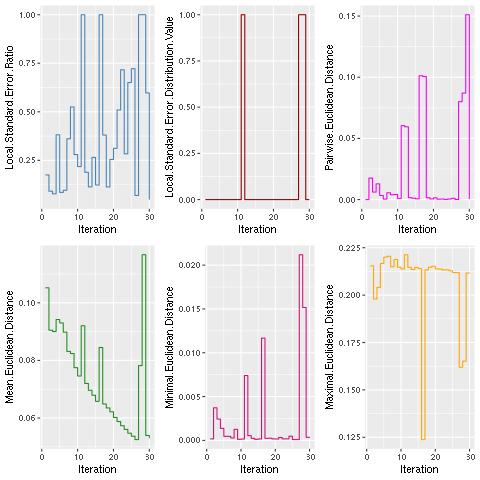 Local.Standard.Error.Ratio
1.00
0.75
0.50
0.25
0 10 20 30
Iteration
Local.Standard.Error.Distribution.Value
1.00
0.75
0.50
0.25
0.00
0 10 20 30
Iteration
Pairwise.Euclidean.Distance
0.15
0.10
0.05
0.00
0 10 20 30
Iteration
Mean.Euclidean.Distance
0.10
0.08
0.06
0 10 20 30
Iteration
Minimal.Euclidean.Distance
0.020
0.015
0.010
0.005
0.000
0 10 20 30
Iteration
Maximal.Euclidean.Distance
0.225
0.200
0.175
0.150
0.125
0 10 20 30
Iteration